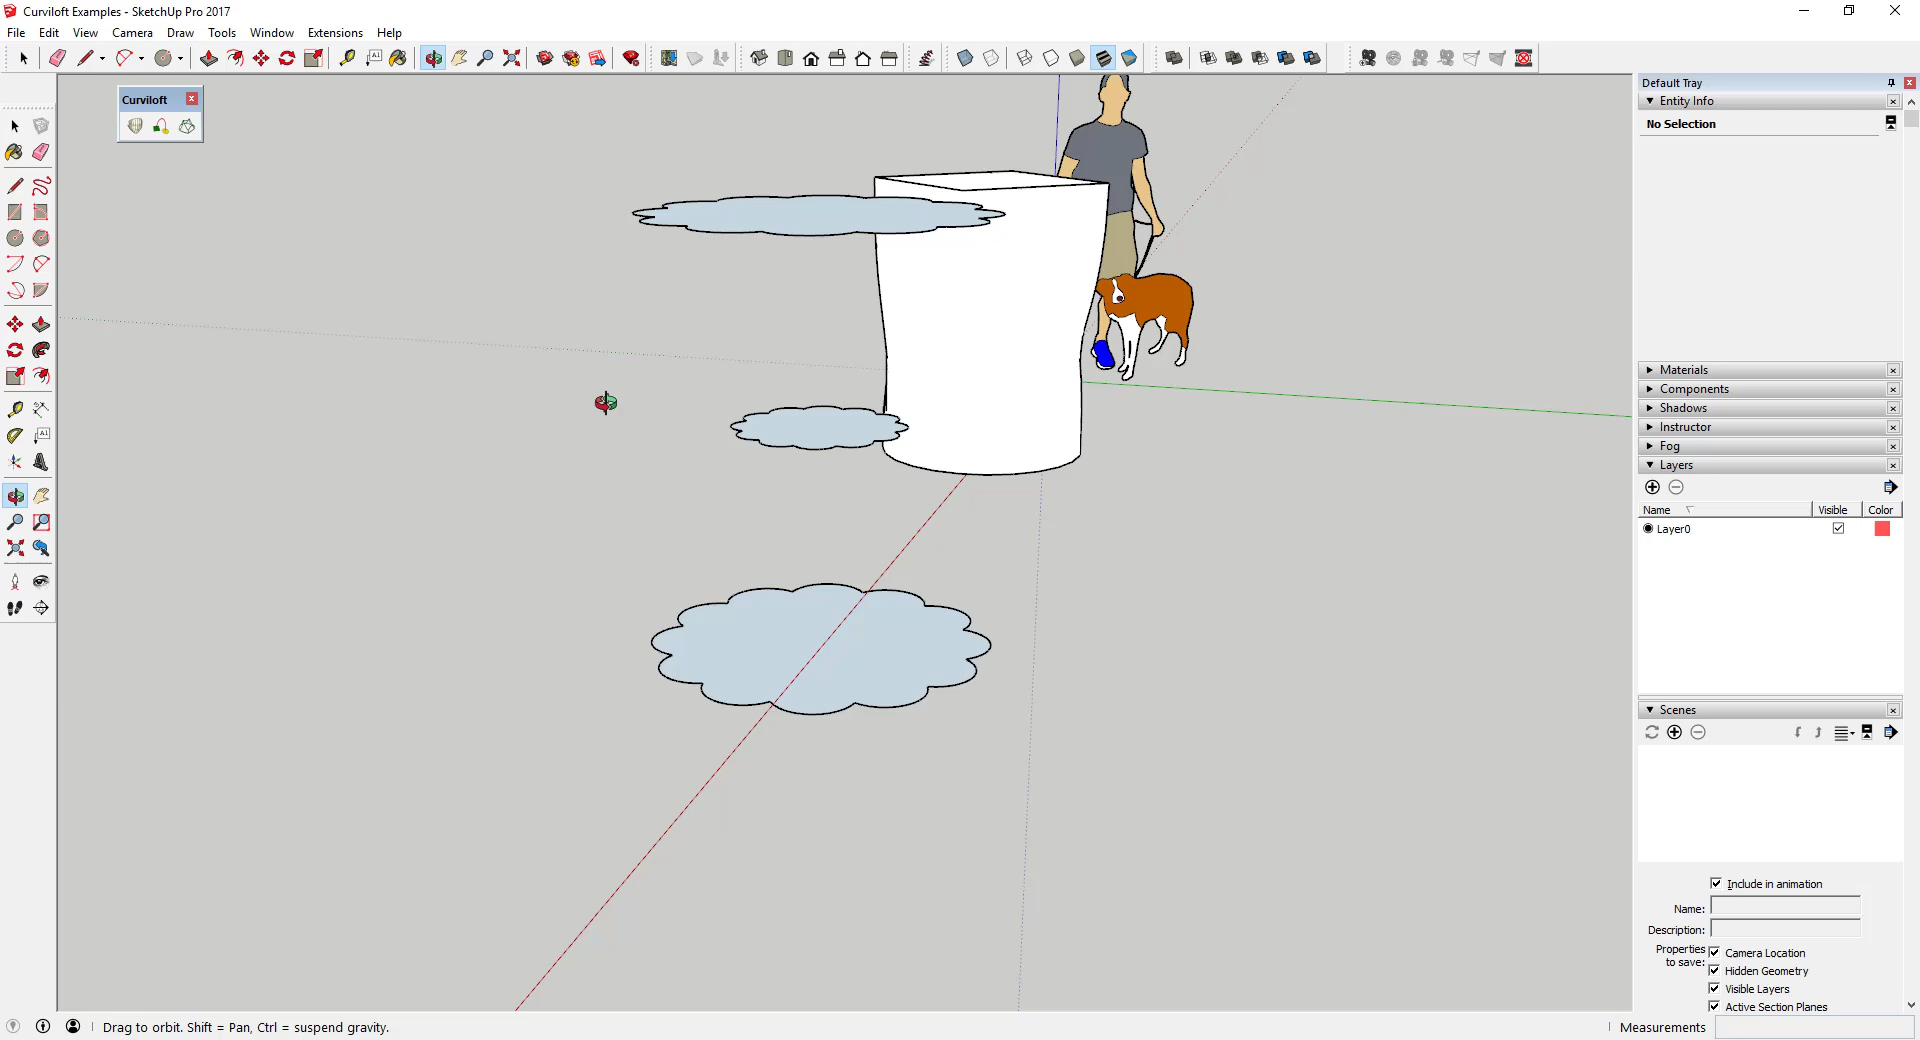 Curviloft Examples - SketchUp Pro 2017
File Edit View Camera Draw Tools Window Extensions Help
Curviloft
Default Tray
Entity Info
No Selection
Materials
Components
Shadows
Instructor
Fog
Layers
Name Visible Color
Layer0
Scenes
Include in animation
Name:
Description:
Properties to save:
Camera Location
Hidden Geometry
Visible Layers
Active Section Planes
Drag to orbit. Shift = Pan, Ctrl = suspend gravity.
Measurements